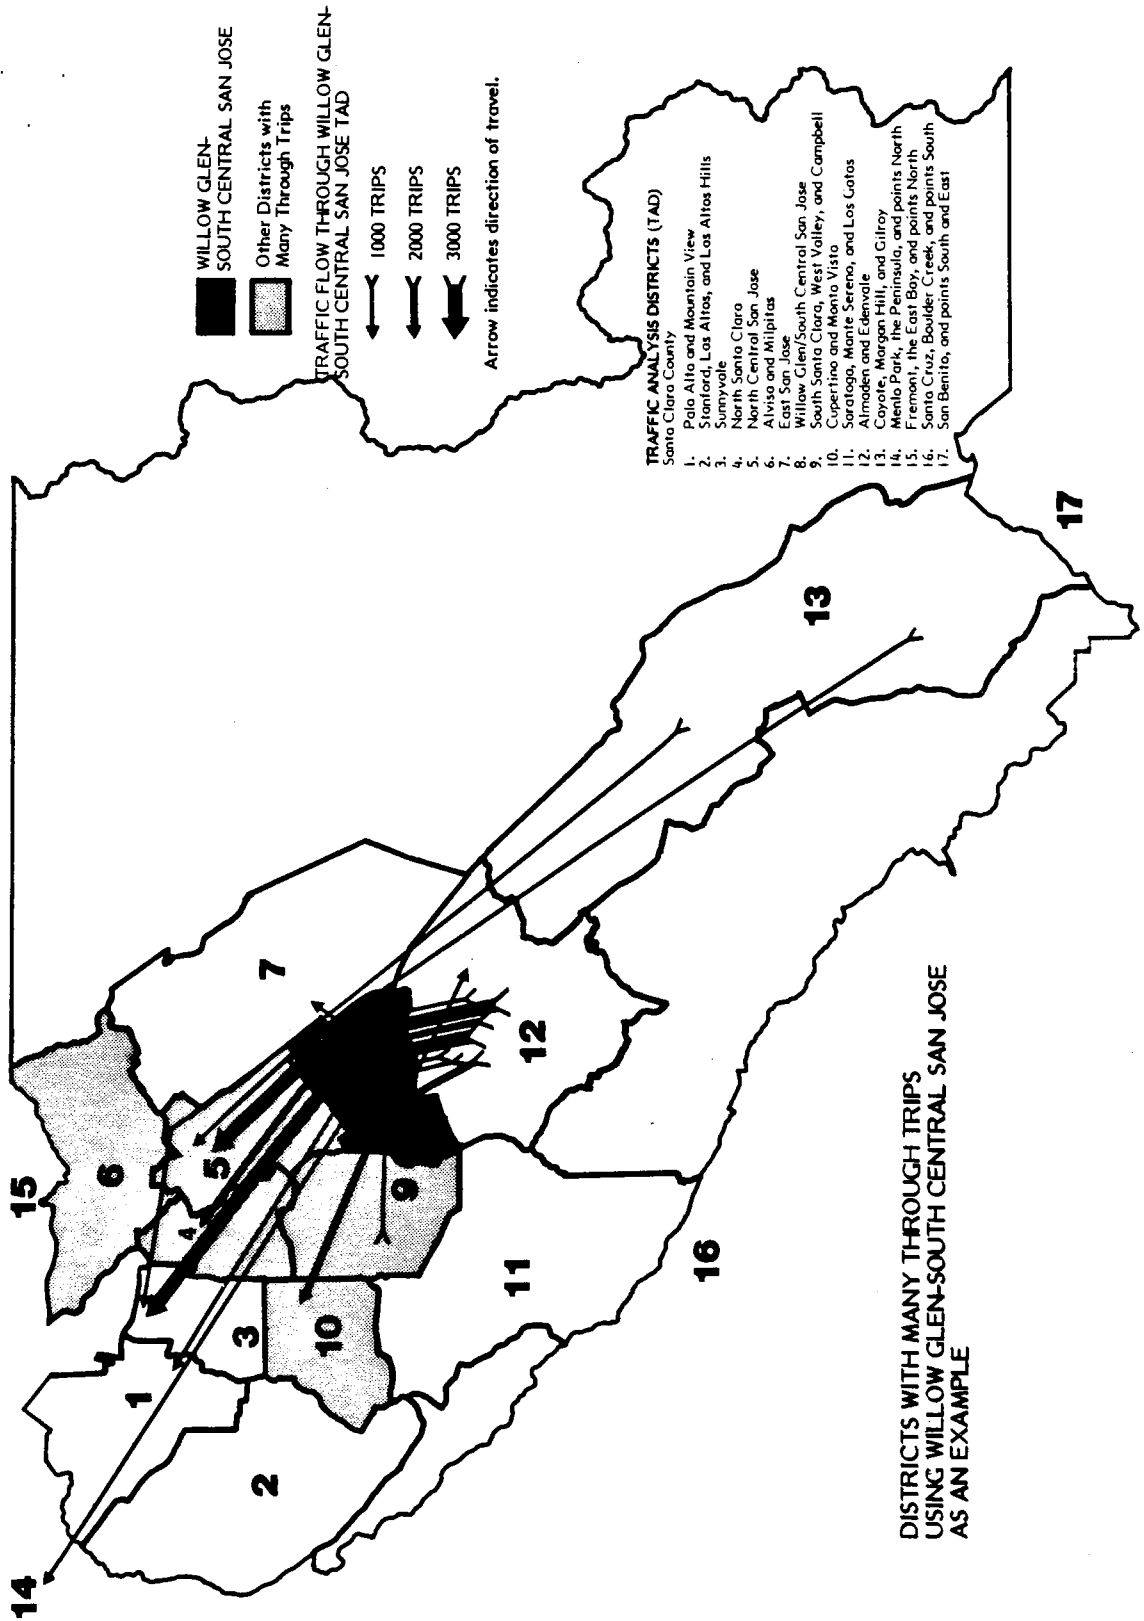 WILLOW GLEN-
SOUTH CENTRAL SAN JOSE
Other Districts with
Many Through Trips
TRAFFIC FLOW THROUGH WILLOW GLEN-
SOUTH CENTRAL SAN JOSE TAD
1000 TRIPS
2000 TRIPS
3000 TRIPS
Arrow indicates direction of travel.
TRAFFIC ANALYSIS DISTRICTS (TAD)
Santa Clara County
1. Palo Alto and Mountain View
2. Stanford, Los Altos, and Los Altos Hills
3. Sunnyvale
4. North Santa Clara
5. North Central San Jose
6. Alviso and Milpitas
7. East San Jose
8. Willow Glen/South Central San Jose
9. South Santa Clara, West Valley, and Campbell
10. Cupertino and Monta Vista
11. Saratoga, Monte Sereno, and Los Gatos
12. Almaden and Edenvale
13. Coyote, Morgan Hill, and Gilroy
14. Menlo Park, the Peninsula, and points North
15. Fremont, the East Bay, and points North
16. Santa Cruz, Boulder Creek, and points South
17. San Benito, and points South and East
14
15
1
2
3
4
5
6
7
9
10
11
12
13
16
17
DISTRICTS WITH MANY THROUGH TRIPS
USING WILLOW GLEN-SOUTH CENTRAL SAN JOSE
AS AN EXAMPLE